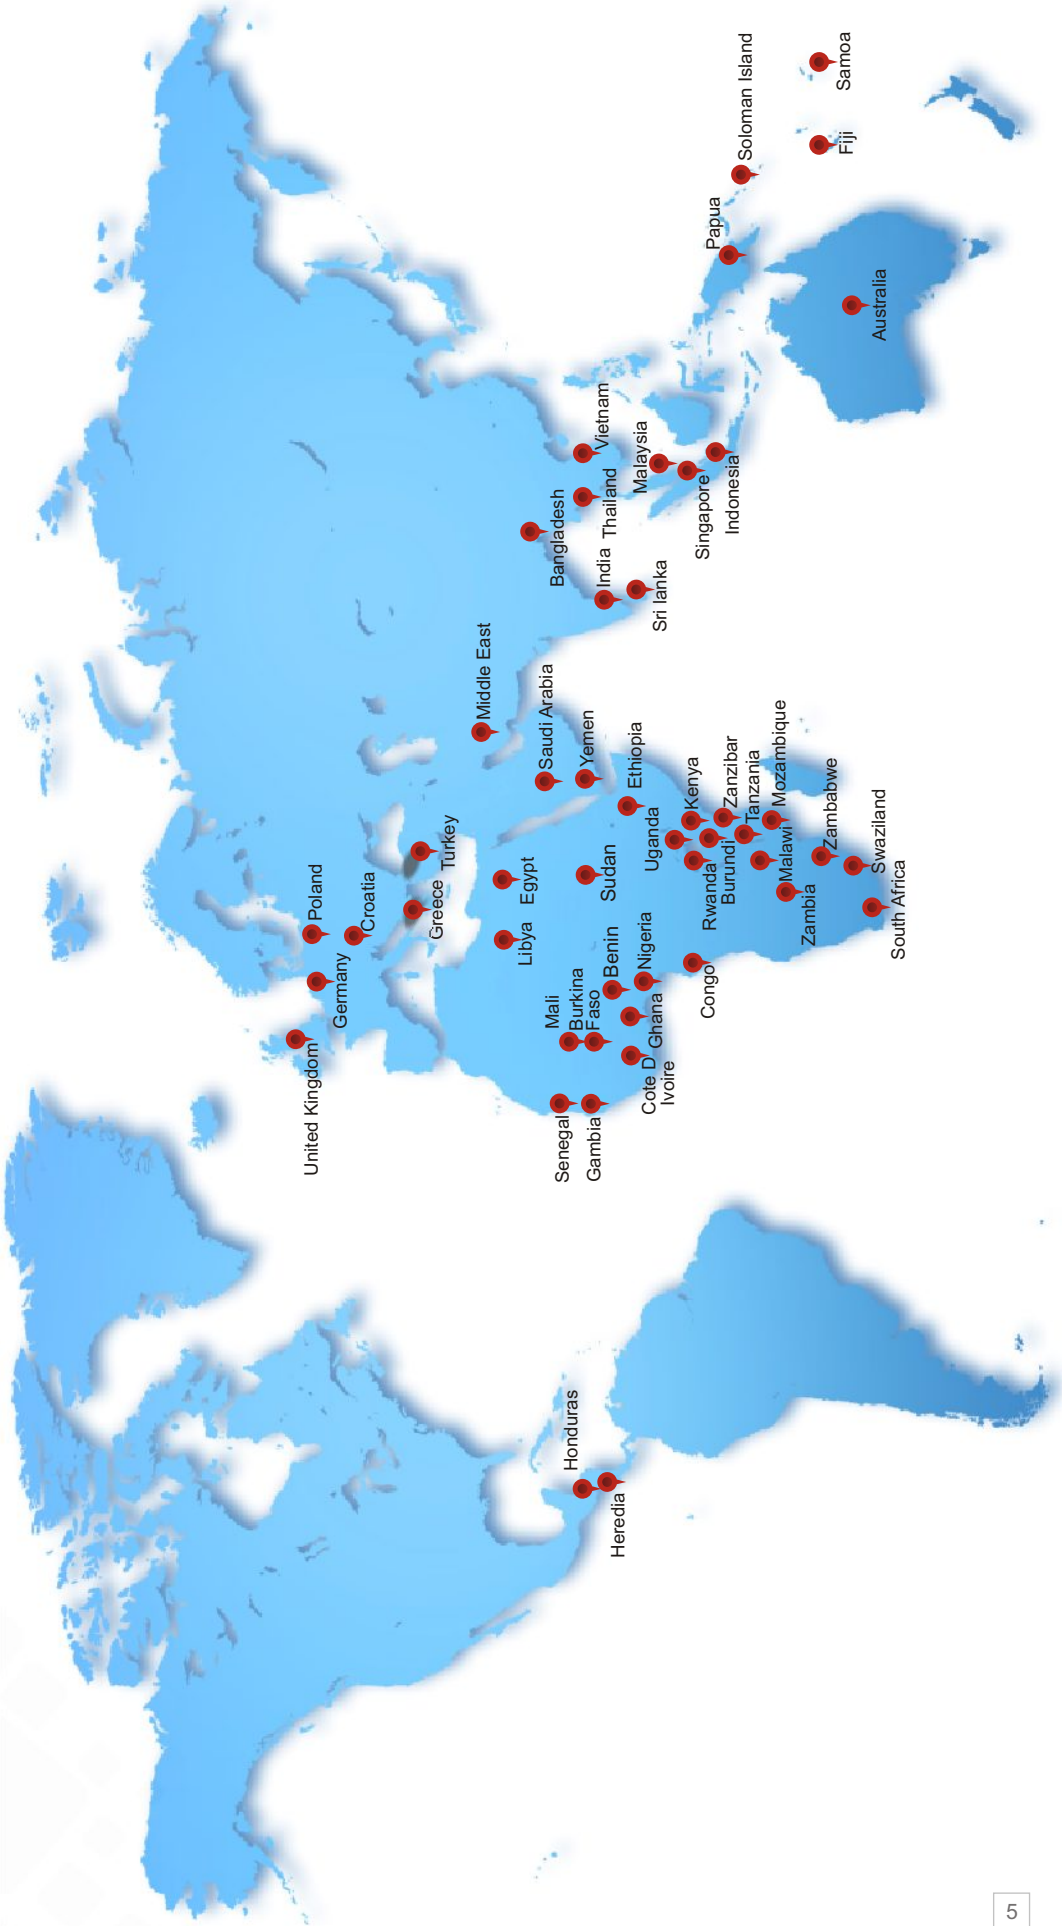 United Kingdom
Germany
Poland
Croatia
Greece
Turkey
Middle East
Libya
Egypt
Saudi Arabia
Yemen
Sudan
Ethiopia
Senegal
Gambia
Mali
Burkina
Faso
Benin
Nigeria
Ghana
Cote D'
Ivoire
Congo
Uganda
Kenya
Rwanda
Burundi
Zanzibar
Tanzania
Malawi
Mozambique
Zambia
Zambabwe
Swaziland
South Africa
Bangladesh
India
Sri lanka
Thailand
Vietnam
Malaysia
Singapore
Indonesia
Papua
Soloman Island
Fiji
Samoa
Australia
Honduras
Heredia
5